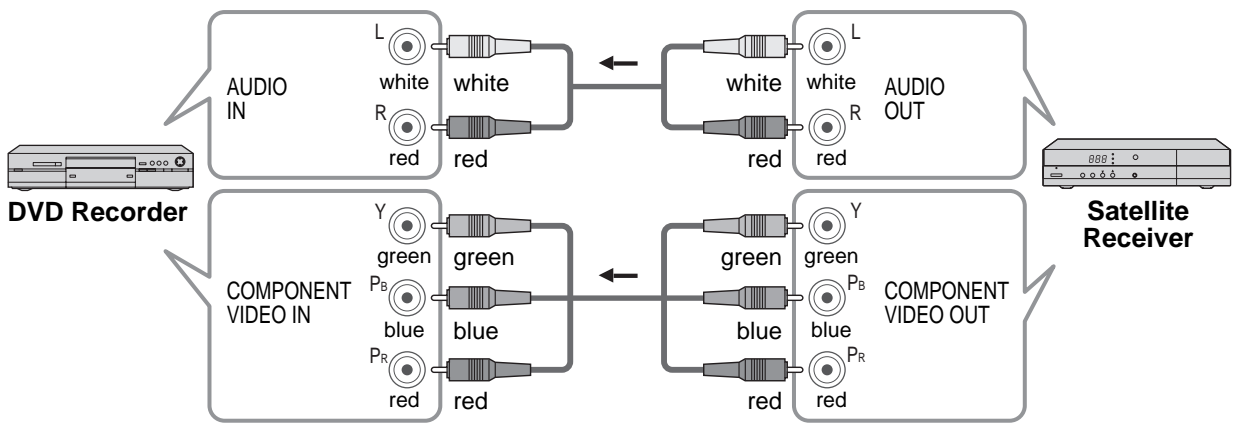 L
white
white
AUDIO
IN
R
red
red
white
white
L
AUDIO
OUT
red
red
R
888
DVD Recorder
Satellite
Receiver
Y
green
green
COMPONENT
VIDEO IN
PB
blue
blue
PR
red
red
green
green
Y
COMPONENT
VIDEO OUT
blue
blue
PB
red
red
PR